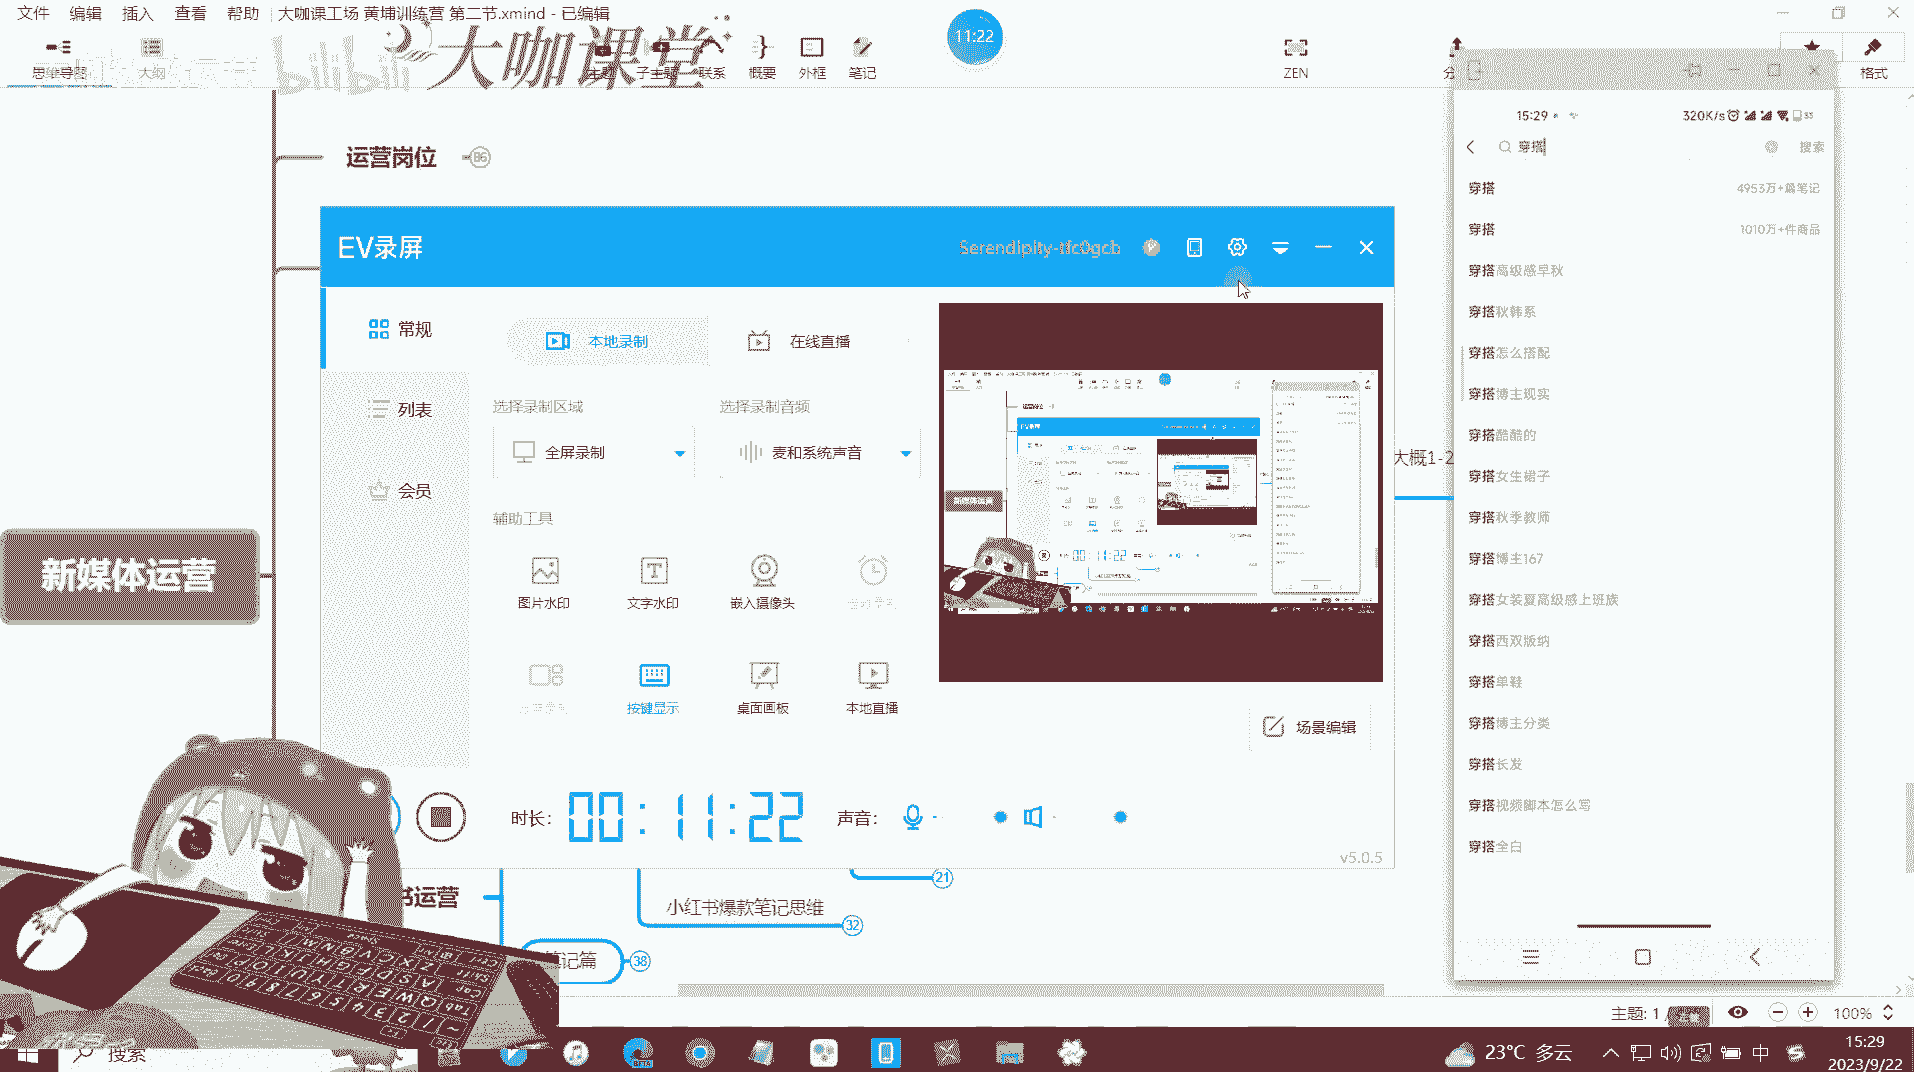 文件 编辑 插入 查看 帮助 大咖课工场 黄埔训练营 第二节.xmind - 已编辑
bilibili
大咖课堂
11:22
思维导图 大纲 主题 子主题 联系 概要 外框 笔记 ZEN 格式
运营岗位 86
EV录屏
常规
列表
会员
本地录制 在线直播
选择录制区域 选择录制音频
全屏录制 麦和系统声音
辅助工具
图片水印 文字水印 嵌入摄像头
按键显示 桌面画板 本地直播
场景编辑
时长: 00:11:22 声音:
v5.0.5
新媒体运营
大概1-2
书运营
21
小红书爆款笔记思维 32
笔记篇 38
15:29 320K/s
穿搭 搜索
穿搭 4953万+篇笔记
穿搭 1010万+件商品
穿搭高级感早秋
穿搭秋韩系
穿搭怎么搭配
穿搭博主现实
穿搭酷酷的
穿搭女生裙子
穿搭秋季教师
穿搭博主167
穿搭女装夏高级感上班族
穿搭西双版纳
穿搭单鞋
穿搭博主分类
穿搭长发
穿搭视频脚本怎么写
穿搭全白
主题: 1 / 100%
搜索
BETA
23°C 多云 中 15:29
2023/9/22